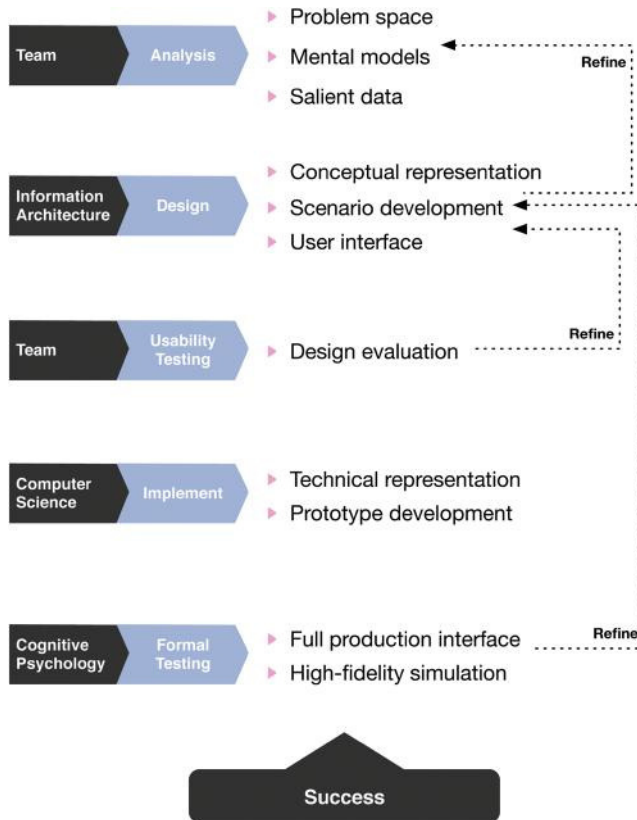 Problem space
Team Analysis Mental models
Refine
Salient data
Conceptual representation
Information
Architecture
Design
Scenario development
User interface
Team
Usability
Testing
Design evaluation
Refine
Technical representation
Computer
Science
Implement
Prototype development
Cognitive
Psychology
Formal
Testing
Full production interface
Refine
High-fidelity simulation
Success